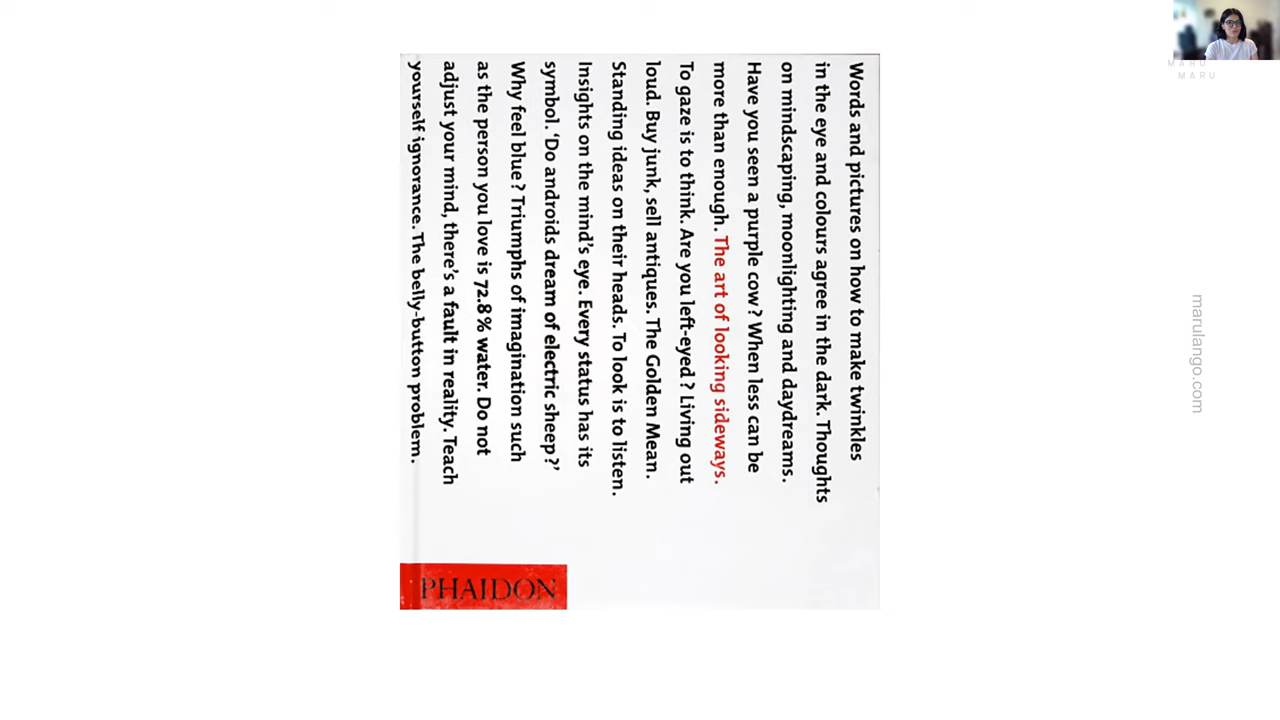 Words and pictures on how to make twinkles
in the eye and colours agree in the dark. Thoughts
on mindscaping, moonlighting and daydreams.
Have you seen a purple cow? When less can be
more than enough. The art of looking sideways.
To gaze is to think. Are you left-eyed? Living out
loud. Buy junk, sell antiques. The Golden Mean.
Standing ideas on their heads. To look is to listen.
Insights on the mind's eye. Every status has its
symbol. 'Do androids dream of electric sheep?'
Why feel blue? Triumphs of imagination such
as the person you love is 72.8% water. Do not
adjust your mind, there's a fault in reality. Teach
yourself ignorance. The belly-button problem.
PHAIDON
MARU
MARU
marulango.com